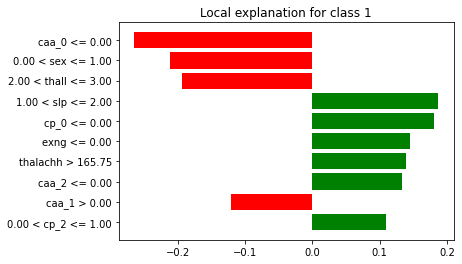 Local explanation for class 1
caa_0 <= 0.00
0.00 < sex <= 1.00
2.00 < thall <= 3.00
1.00 < slp <= 2.00
cp_0 <= 0.00
exng <= 0.00
thalachh > 165.75
caa_2 <= 0.00
caa_1 > 0.00
0.00 < cp_2 <= 1.00
−0.2 −0.1 0.0 0.1 0.2